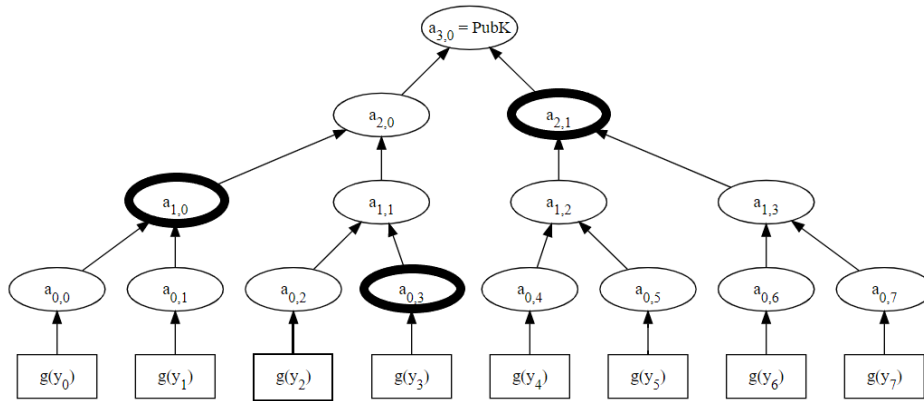 a3,0 = PubK
a2,0 a2,1
a1,0 a1,1 a1,2 a1,3
a0,0 a0,1 a0,2 a0,3 a0,4 a0,5 a0,6 a0,7
g(y0) g(y1) g(y2) g(y3) g(y4) g(y5) g(y6) g(y7)